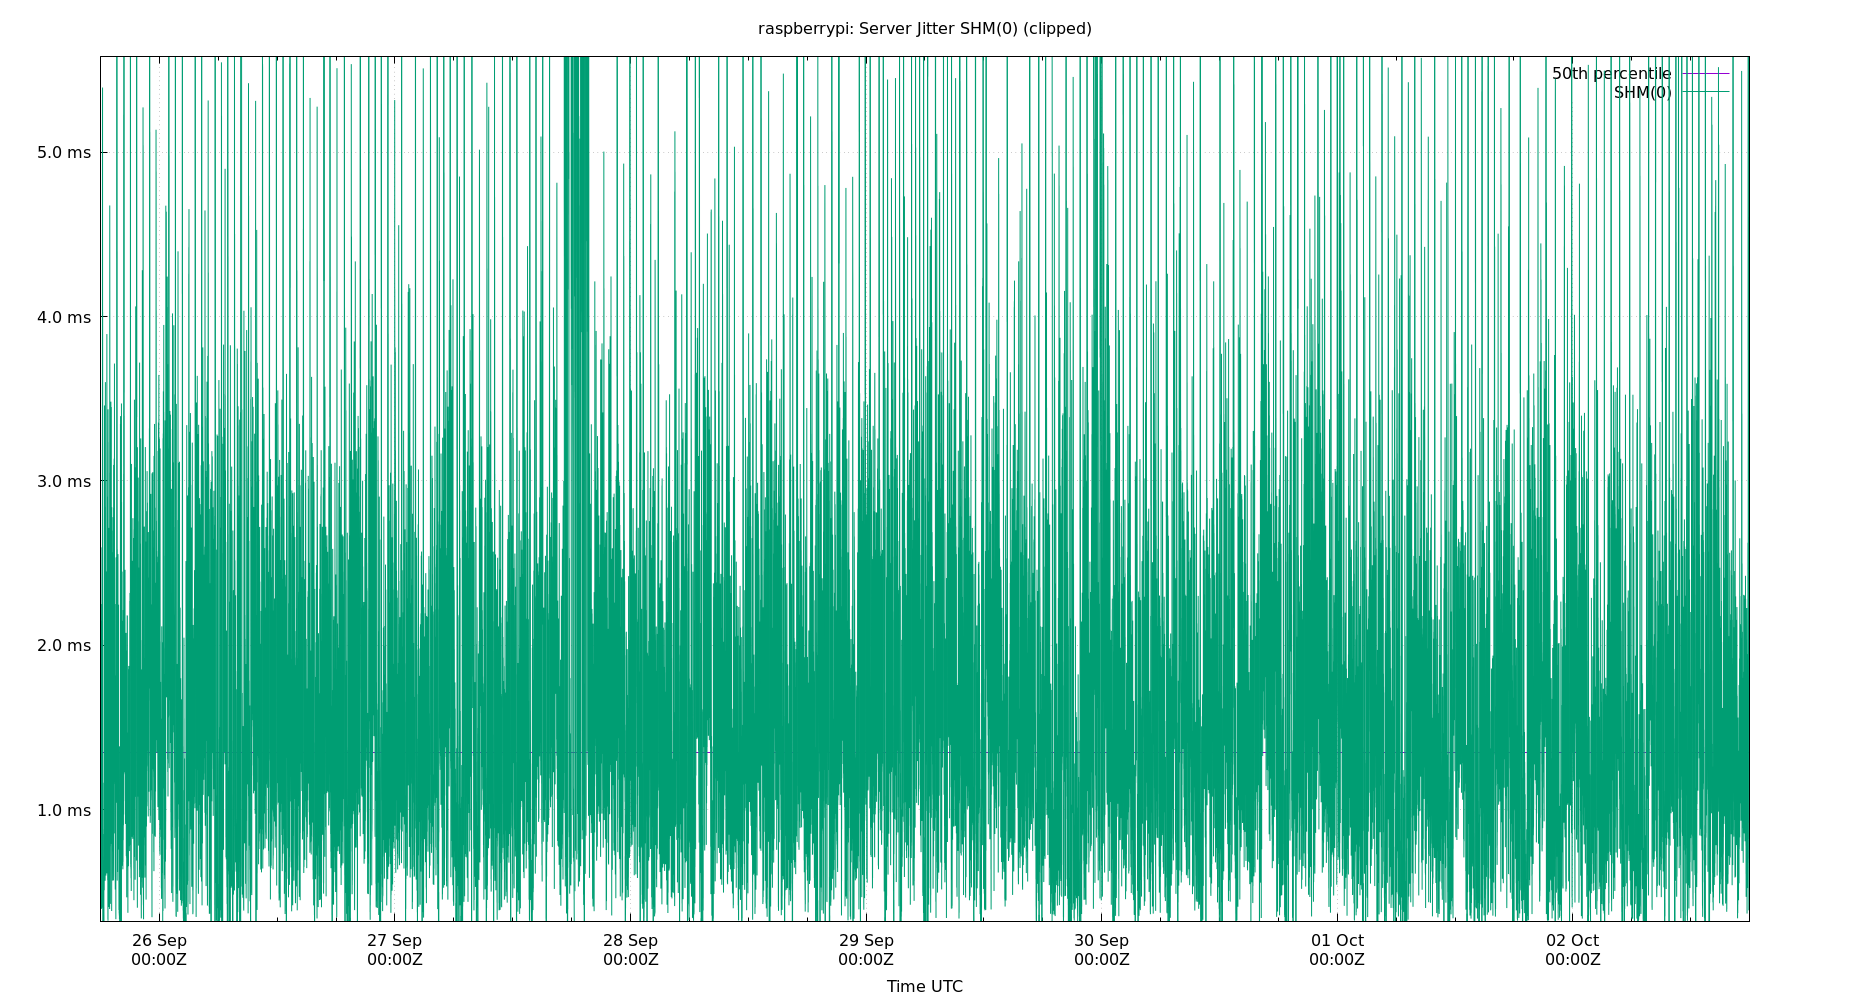 raspberrypi: Server Jitter SHM(0) (clipped)
50th percentile
SHM(0)
5.0 ms
4.0 ms
3.0 ms
2.0 ms
1.0 ms
26 Sep 27 Sep 28 Sep 29 Sep 30 Sep 01 Oct 02 Oct
00:00Z 00:00Z 00:00Z 00:00Z 00:00Z 00:00Z 00:00Z
Time UTC